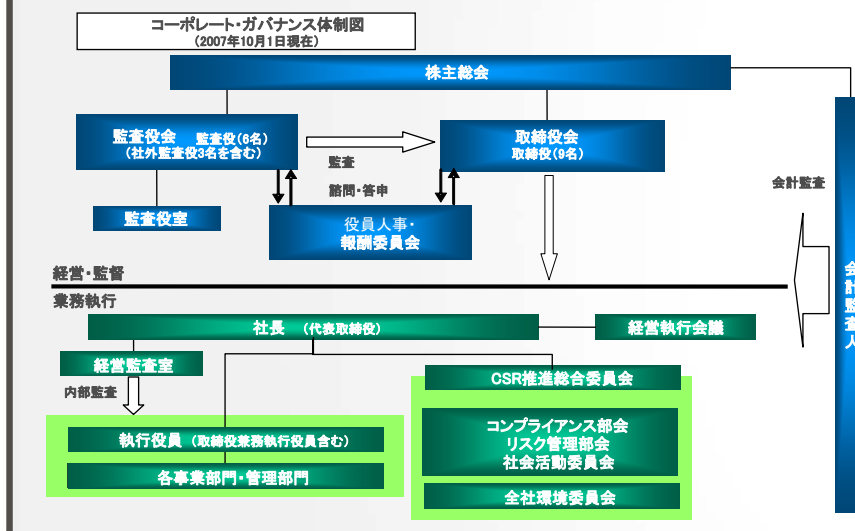 コーポレート・ガバナンス体制図
(2007年10月1日現在)
株主総会
監査役会 監査役(6名)
(社外監査役3名を含む)
取締役会
取締役(9名)
監査
諮問・答申
会計監査
監査役室
役員人事・
報酬委員会
会計監査人
経営・監督
業務執行
社長 (代表取締役)
経営執行会議
経営監査室
内部監査
CSR推進総合委員会
執行役員 (取締役兼務執行役員含む)
各事業部門・管理部門
コンプライアンス部会
リスク管理部会
社会活動委員会
全社環境委員会